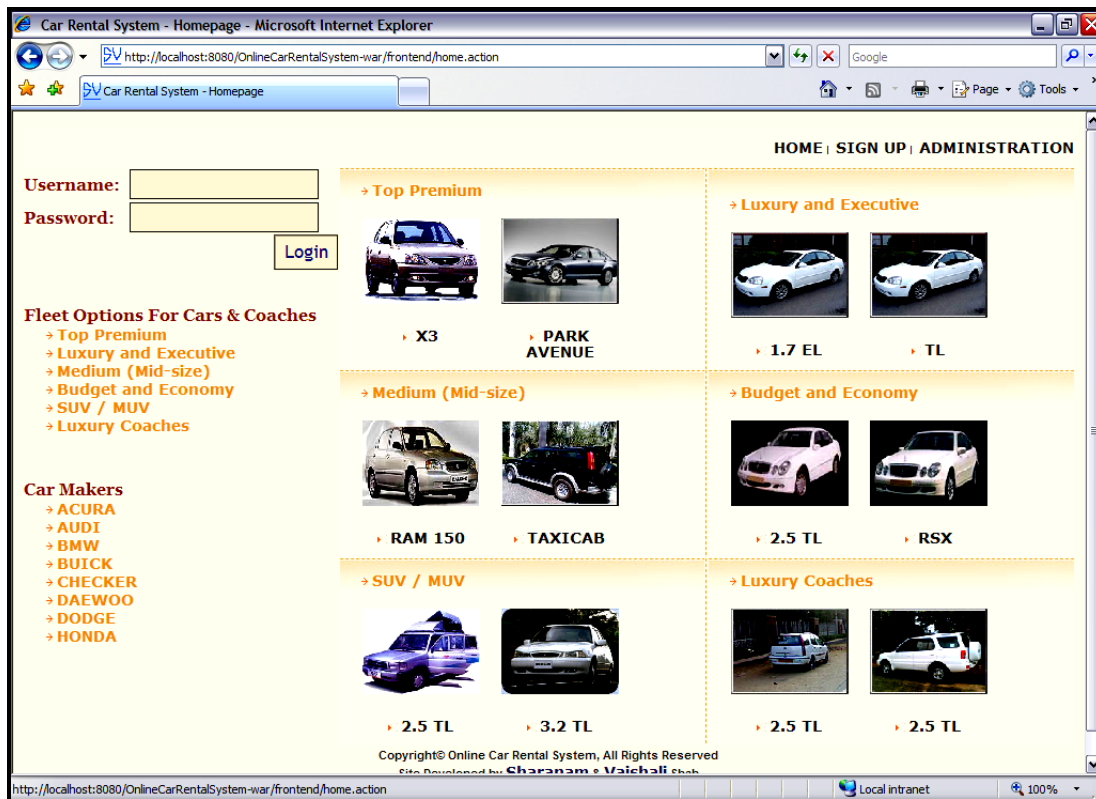 Car Rental System - Homepage - Microsoft Internet Explorer
http://localhost:8080/OnlineCarRentalSystem-war/frontend/home.action
Google
Car Rental System - Homepage
Page
Tools
HOME | SIGN UP | ADMINISTRATION
Username:
Password:
Login
Fleet Options For Cars & Coaches
Top Premium
Luxury and Executive
Medium (Mid-size)
Budget and Economy
SUV / MUV
Luxury Coaches
Car Makers
ACURA
AUDI
BMW
BUICK
CHECKER
DAEWOO
DODGE
HONDA
Top Premium
X3
PARK
AVENUE
Luxury and Executive
1.7 EL
TL
Medium (Mid-size)
RAM 150
TAXICAB
Budget and Economy
2.5 TL
RSX
SUV / MUV
2.5 TL
3.2 TL
Luxury Coaches
2.5 TL
2.5 TL
Copyright© Online Car Rental System, All Rights Reserved
Site Developed by Sharanam & Vaishali Shah
http://localhost:8080/OnlineCarRentalSystem-war/frontend/home.action
Local intranet
100%